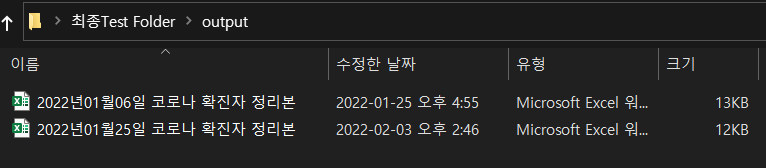 최종Test Folder > output
이름 수정한 날짜 유형 크기
2022년01월06일 코로나 확진자 정리본 2022-01-25 오후 4:55 Microsoft Excel 워... 13KB
2022년01월25일 코로나 확진자 정리본 2022-02-03 오후 2:46 Microsoft Excel 워... 12KB